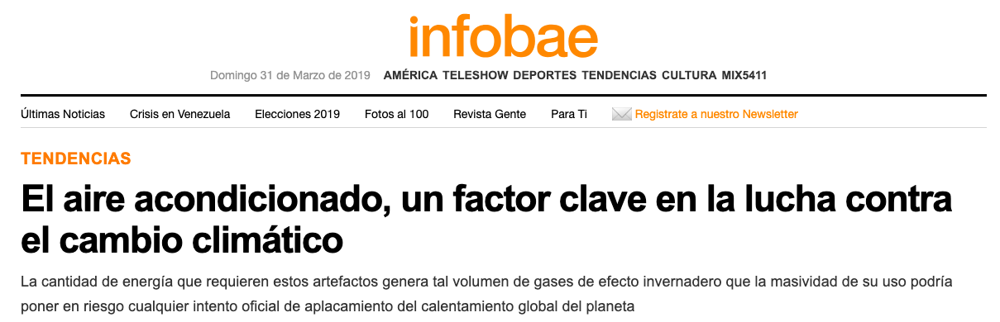 infobae
Domingo 31 de Marzo de 2019 AMÉRICA TELESHOW DEPORTES TENDENCIAS CULTURA MIX5411
Últimas Noticias Crisis en Venezuela Elecciones 2019 Fotos al 100 Revista Gente Para Ti Registrate a nuestro Newsletter
TENDENCIAS
El aire acondicionado, un factor clave en la lucha contra
el cambio climático
La cantidad de energía que requieren estos artefactos genera tal volumen de gases de efecto invernadero que la masividad de su uso podría
poner en riesgo cualquier intento oficial de aplacamiento del calentamiento global del planeta